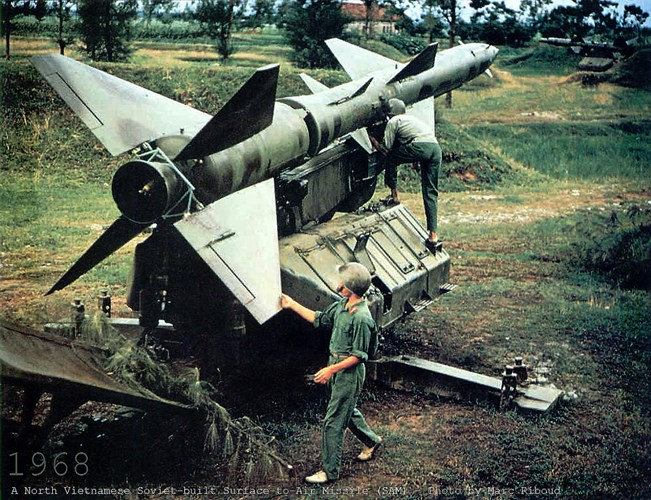 1968
A North Vietnamese Soviet-built Surface-to-Air Missile (SAM) - Photo by Marc Riboud